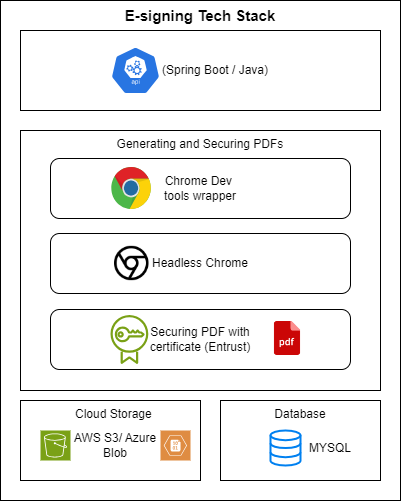 E-signing Tech Stack
api
(Spring Boot / Java)
Generating and Securing PDFs
Chrome Dev
tools wrapper
Headless Chrome
Securing PDF with
certificate (Entrust)
pdf
Cloud Storage
AWS S3/ Azure
Blob
Database
MYSQL